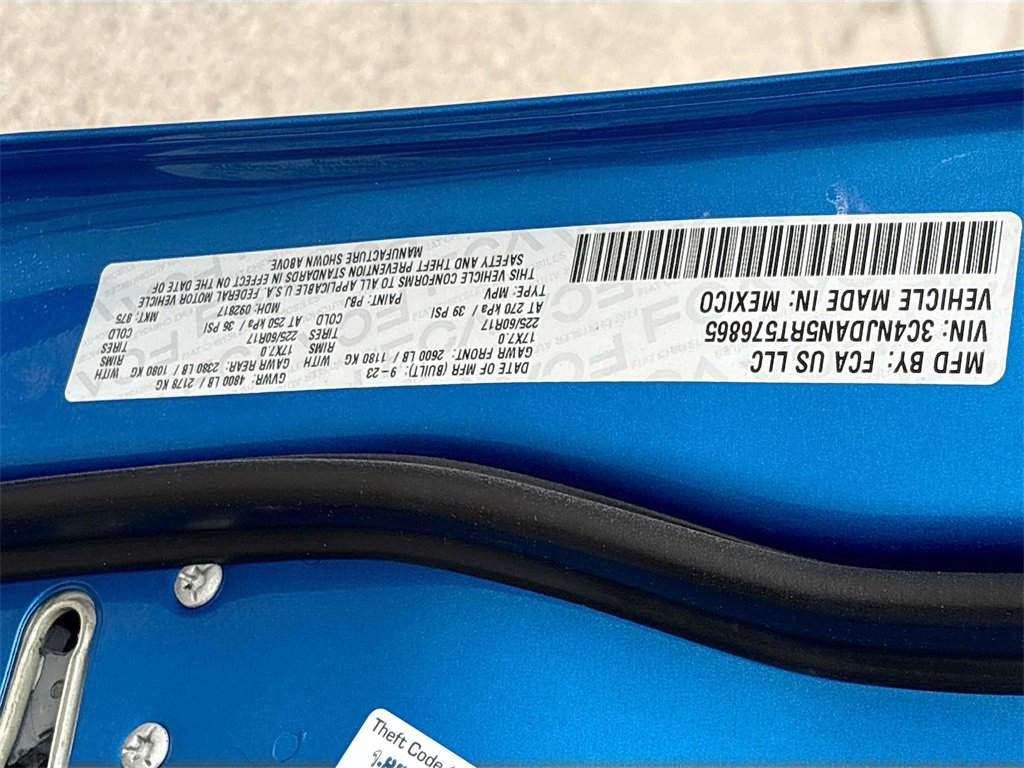 MFD BY: FCA US LLC
VIN: 3C4NJDAN5RT576865
VEHICLE MADE IN: MEXICO
DATE OF MFR (BUILT): 9-23
GVWR: 4800 LB / 2178 KG
GAWR FRONT: 2600 LB / 1180 KG
GAWR REAR: 2380 LB / 1080 KG
WITH
17X7.0
RIMS
17X7.0
RIMS
WITH
225/60R17
TIRES
225/60R17
TIRES
AT 270 kPa / 39 PSI
COLD
AT 250 kPa / 36 PSI
COLD
TYPE: MPV
PAINT: PBJ
MDH: 092817
MKT: 875
THIS VEHICLE CONFORMS TO ALL APPLICABLE U.S.A. FEDERAL MOTOR VEHICLE
SAFETY AND THEFT PREVENTION STANDARDS IN EFFECT ON THE DATE OF
MANUFACTURE SHOWN ABOVE.
Theft Code